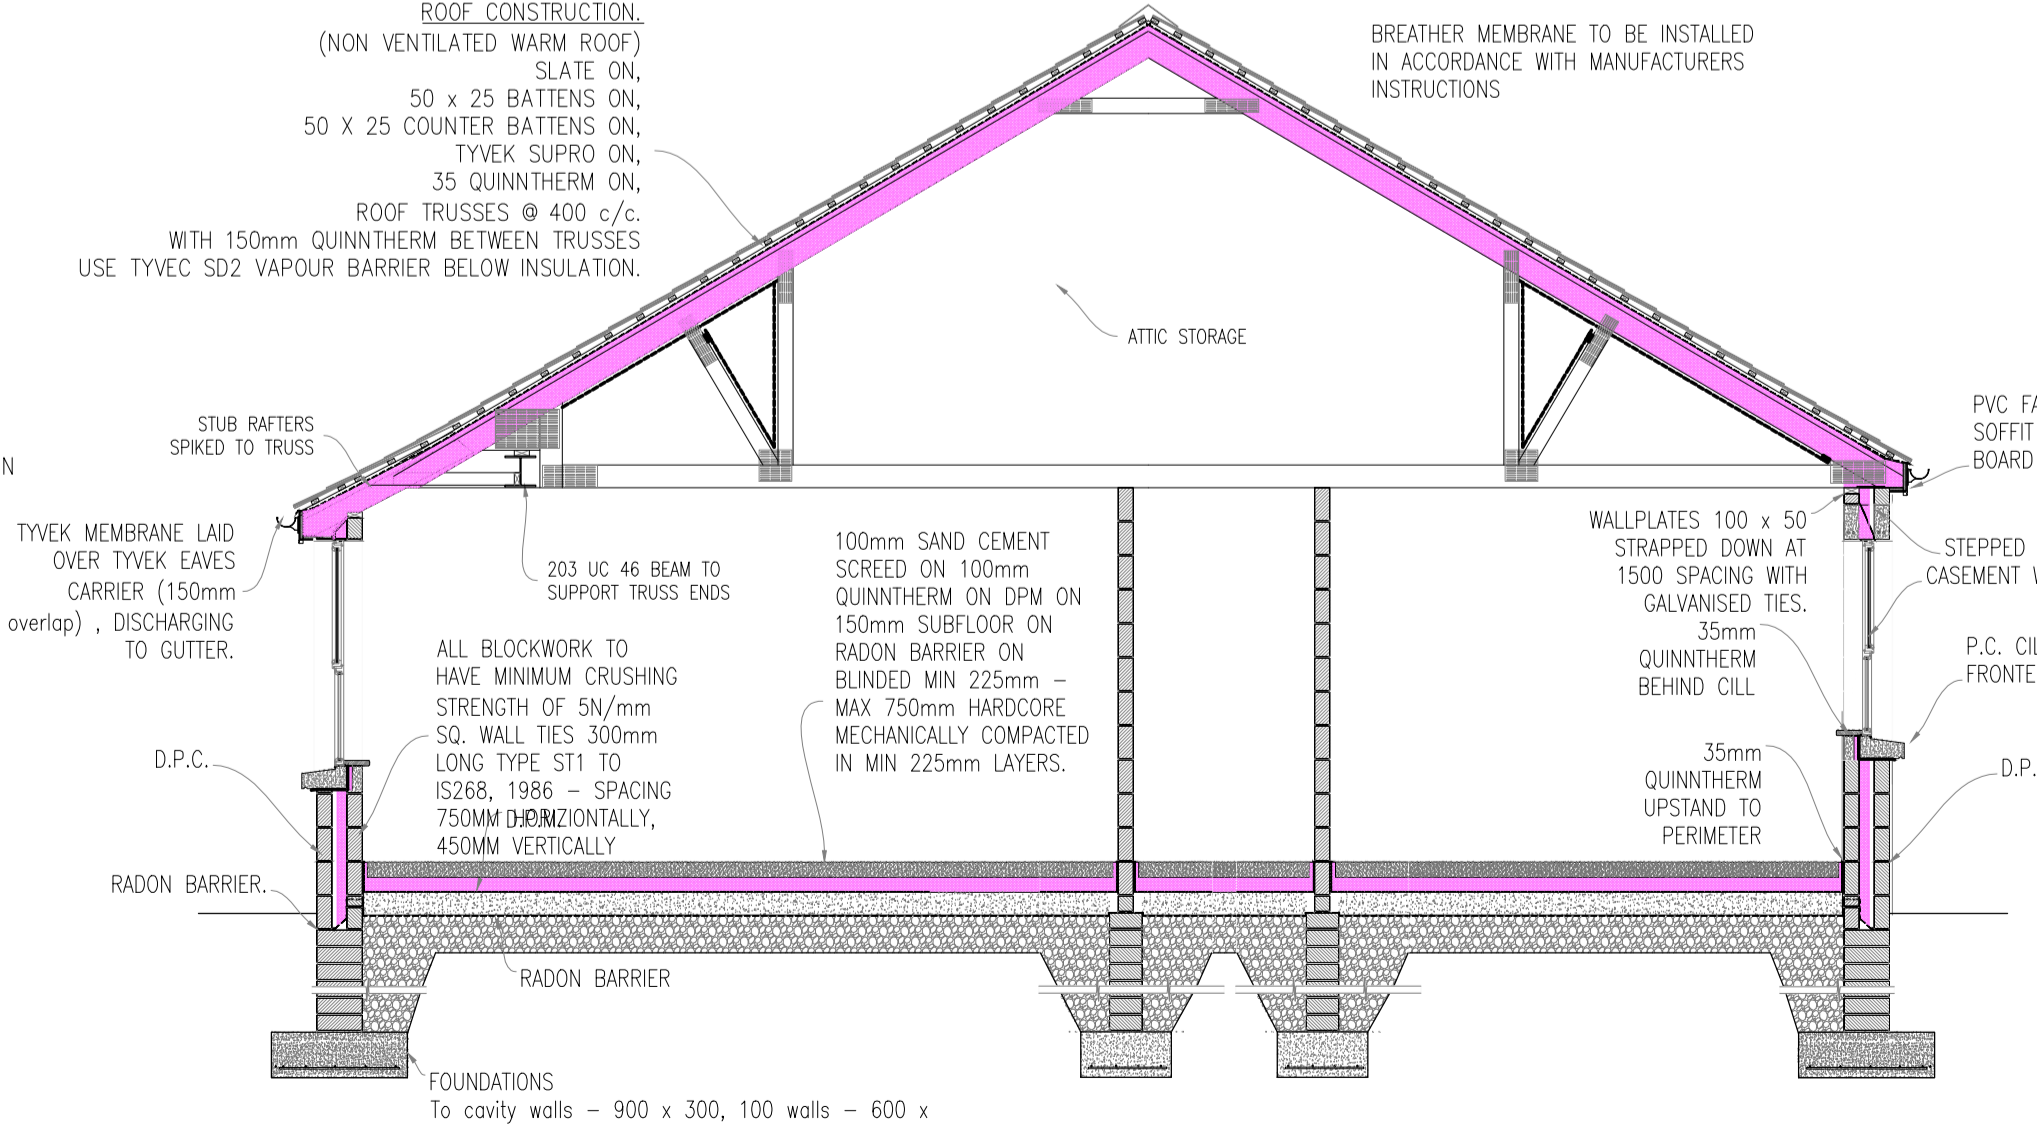 ROOF CONSTRUCTION.
(NON VENTILATED WARM ROOF)
SLATE ON,
50 x 25 BATTENS ON,
50 X 25 COUNTER BATTENS ON,
TYVEK SUPRO ON,
35 QUINNTHERM ON,
ROOF TRUSSES @ 400 c/c.
WITH 150mm QUINNTHERM BETWEEN TRUSSES
USE TYVEC SD2 VAPOUR BARRIER BELOW INSULATION.
BREATHER MEMBRANE TO BE INSTALLED
IN ACCORDANCE WITH MANUFACTURERS
INSTRUCTIONS
ATTIC STORAGE
STUB RAFTERS
SPIKED TO TRUSS
N
PVC FA
SOFFIT
BOARD
TYVEK MEMBRANE LAID
OVER TYVEK EAVES
CARRIER (150mm
overlap) , DISCHARGING
TO GUTTER.
203 UC 46 BEAM TO
SUPPORT TRUSS ENDS
100mm SAND CEMENT
SCREED ON 100mm
QUINNTHERM ON DPM ON
150mm SUBFLOOR ON
RADON BARRIER ON
BLINDED MIN 225mm –
MAX 750mm HARDCORE
MECHANICALLY COMPACTED
IN MIN 225mm LAYERS.
WALLPLATES 100 x 50
STRAPPED DOWN AT
1500 SPACING WITH
GALVANISED TIES.
STEPPED
CASEMENT
35mm
QUINNTHERM
BEHIND CILL
P.C. CIL
FRONTE
ALL BLOCKWORK TO
HAVE MINIMUM CRUSHING
STRENGTH OF 5N/mm
SQ. WALL TIES 300mm
LONG TYPE ST1 TO
IS268, 1986 – SPACING
750MM HORIZIONTALLY,
450MM VERTICALLY
D.P.M.
D.P.C.
35mm
QUINNTHERM
UPSTAND TO
PERIMETER
D.P.
RADON BARRIER.
RADON BARRIER
FOUNDATIONS
To cavity walls – 900 x 300, 100 walls – 600 x